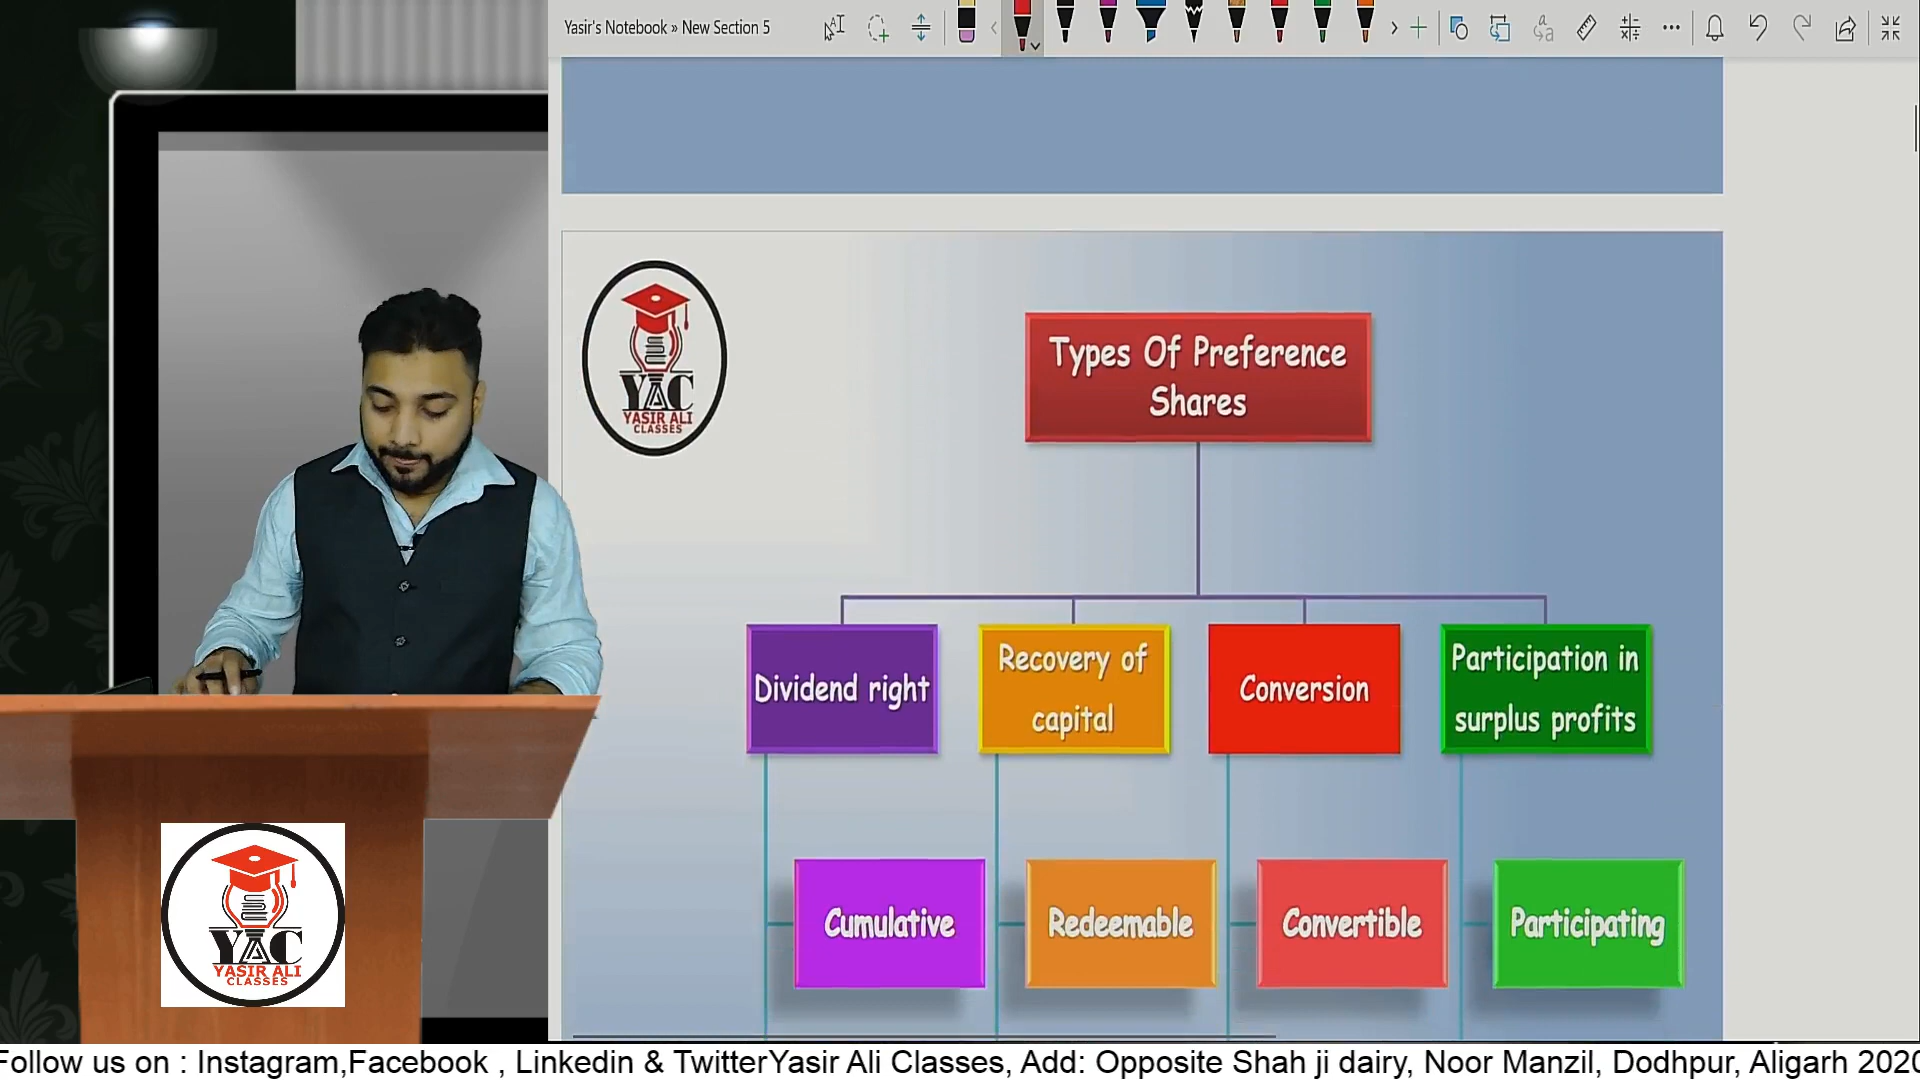 Yasir's Notebook » New Section 5
YAC
YASIR ALI
CLASSES
Types Of Preference
Shares
Dividend right
Recovery of
capital
Conversion
Participation in
surplus profits
Cumulative
Redeemable
Convertible
Participating
YAC
YASIR ALI
CLASSES
Follow us on : Instagram,Facebook , Linkedin & TwitterYasir Ali Classes, Add: Opposite Shah ji dairy, Noor Manzil, Dodhpur, Aligarh 2020